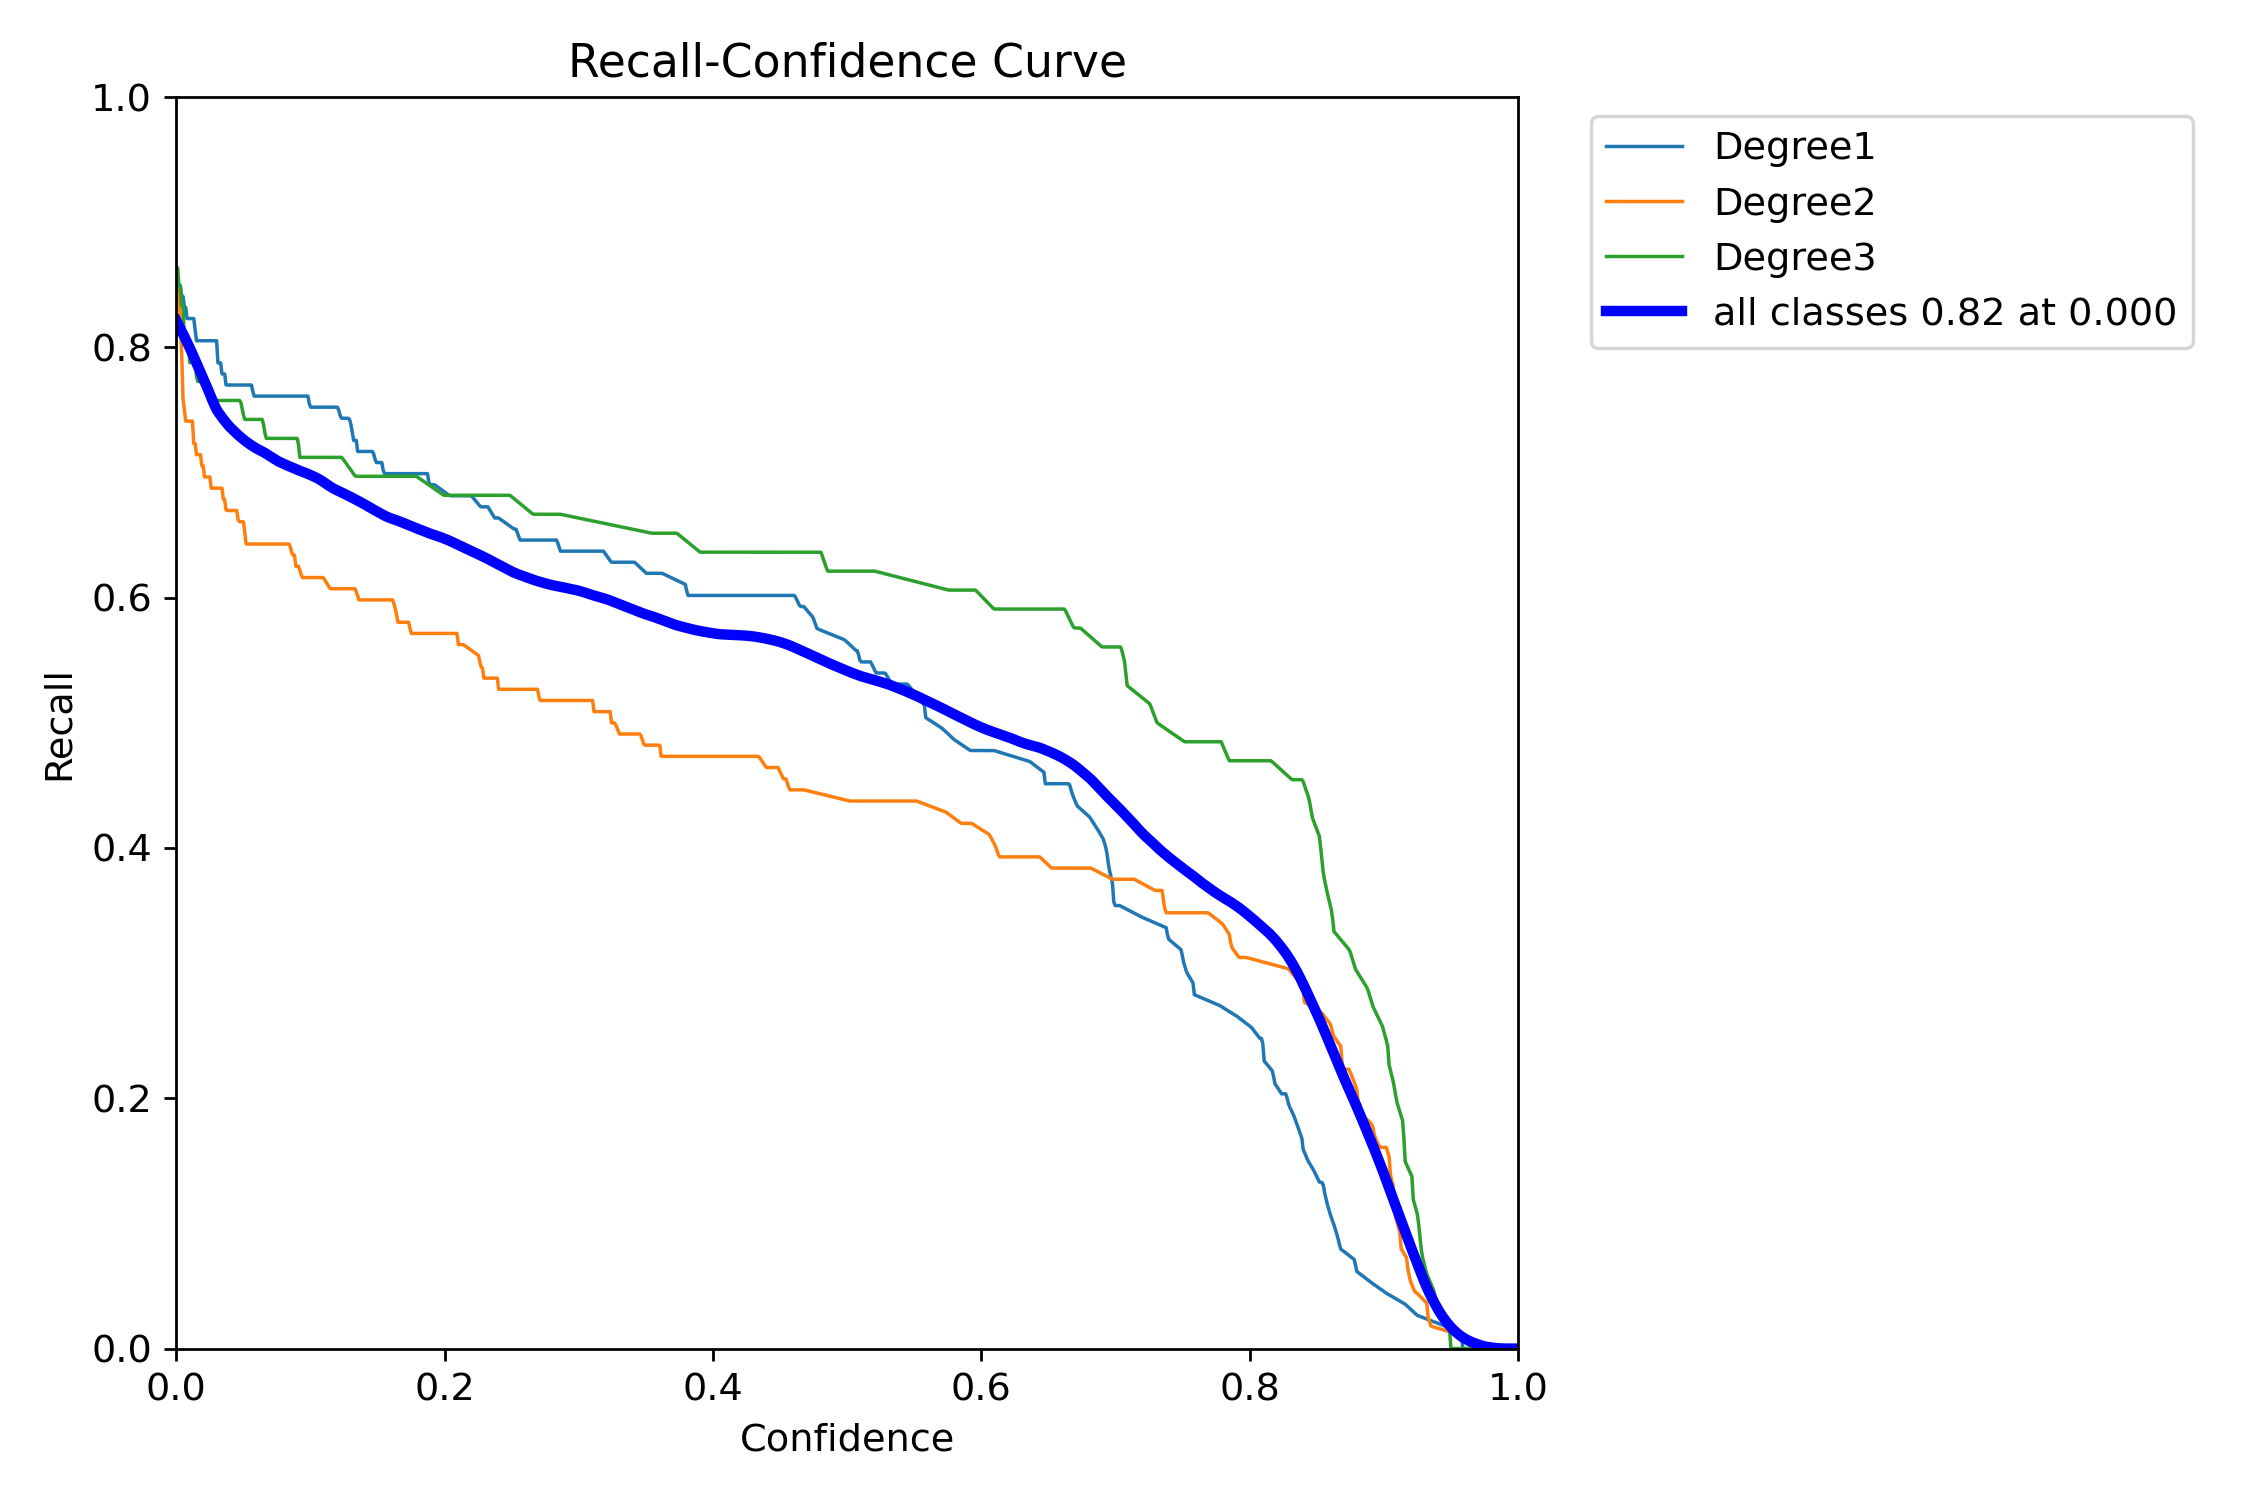 Recall-Confidence Curve
1.0
0.8
0.6
0.4
0.2
0.0
Recall
0.0 0.2 0.4 0.6 0.8 1.0
Confidence
Degree1
Degree2
Degree3
all classes 0.82 at 0.000